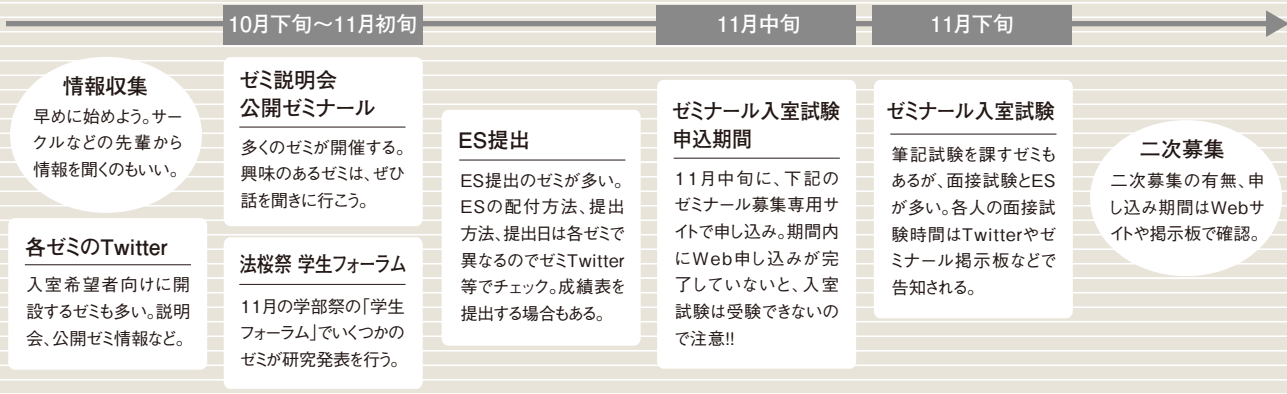 10月下旬～11月初旬
11月中旬
11月下旬
情報収集
早めに始めよう。サー
クルなどの先輩から
情報を聞くのもいい。
各ゼミのTwitter
入室希望者向けに開
設するゼミも多い。説明
会、公開ゼミ情報など。
ゼミ説明会
公開ゼミナール
多くのゼミが開催する。
興味のあるゼミは、ぜひ
話を聞きに行こう。
法桜祭 学生フォーラム
11月の学部祭の「学生
フォーラム」でいくつかの
ゼミが研究発表を行う。
ES提出
ES提出のゼミが多い。
ESの配付方法、提出
方法、提出日は各ゼミで
異なるのでゼミTwitter
等でチェック。成績表を
提出する場合もある。
ゼミナール入室試験
申込期間
11月中旬に、下記の
ゼミナール募集専用サ
イトで申し込み。期間内
にWeb申し込みが完
了していないと、入室
試験は受験できないの
で注意!!
ゼミナール入室試験
筆記試験を課すゼミも
あるが、面接試験とES
が多い。各人の面接試
験時間はTwitterやゼ
ミナール掲示板などで
告知される。
二次募集
二次募集の有無、申
し込み期間はWebサ
イトや掲示板で確認。